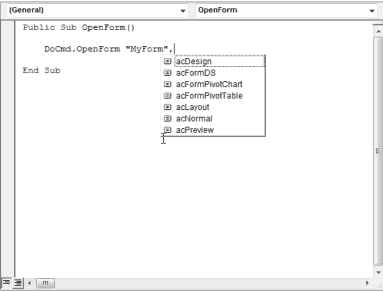 (General) OpenForm
Public Sub OpenForm()
DoCmd.OpenForm "MyForm",
acDesign
acFormDS
acFormPivotChart
acFormPivotTable
acLayout
acNormal
acPreview
End Sub